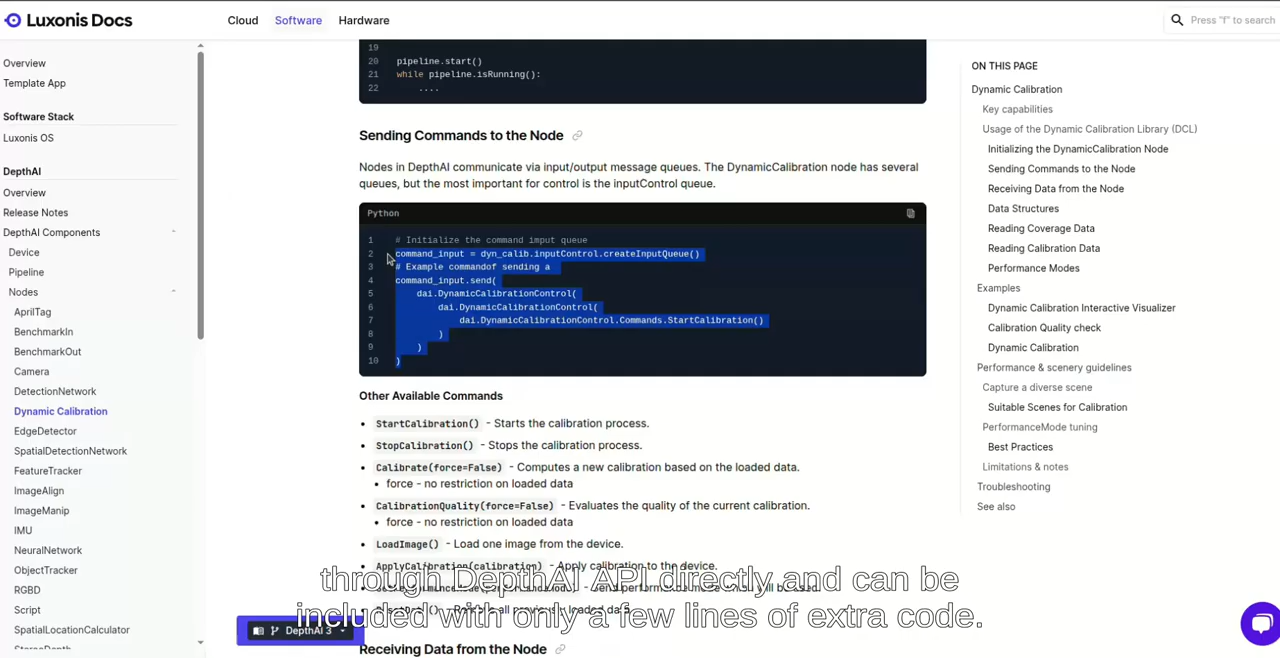 Luxonis Docs
Cloud
Software
Hardware
Press "f" to search
Overview
Template App
Software Stack
Luxonis OS
DepthAI
Overview
Release Notes
DepthAI Components
Device
Pipeline
Nodes
AprilTag
BenchmarkIn
BenchmarkOut
Camera
DetectionNetwork
Dynamic Calibration
EdgeDetector
SpatialDetectionNetwork
FeatureTracker
ImageAlign
ImageManip
IMU
NeuralNetwork
ObjectTracker
RGBD
Script
SpatialLocationCalculator
StereoDepth
19
20 pipeline.start()
21 while pipeline.isRunning():
22 ....
Sending Commands to the Node
Nodes in DepthAI communicate via input/output message queues. The DynamicCalibration node has several
queues, but the most important for control is the inputControl queue.
Python
1 # Initialize the command imput queue
2 command_input = dyn_calib.inputControl.createInputQueue()
3 # Example commandof sending a
4 command_input.send(
5 dai.DynamicCalibrationControl(
6 dai.DynamicCalibrationControl(
7 dai.DynamicCalibrationControl.Commands.StartCalibration()
8 )
9 )
10 )
Other Available Commands
• StartCalibration() - Starts the calibration process.
• StopCalibration() - Stops the calibration process.
• Calibrate(force=False) - Computes a new calibration based on the loaded data.
• force - no restriction on loaded data
• CalibrationQuality(force=False) - Evaluates the quality of the current calibration.
• force - no restriction on loaded data
• LoadImage() - Load one image from the device.
• ApplyCalibration(calibration) - Apply calibration to the device.
through DepthAI API directly and can be
included with only a few lines of extra code.
DepthAI 3
Receiving Data from the Node
ON THIS PAGE
Dynamic Calibration
Key capabilities
Usage of the Dynamic Calibration Library (DCL)
Initializing the DynamicCalibration Node
Sending Commands to the Node
Receiving Data from the Node
Data Structures
Reading Coverage Data
Reading Calibration Data
Performance Modes
Examples
Dynamic Calibration Interactive Visualizer
Calibration Quality check
Dynamic Calibration
Performance & scenery guidelines
Capture a diverse scene
Suitable Scenes for Calibration
PerformanceMode tuning
Best Practices
Limitations & notes
Troubleshooting
See also